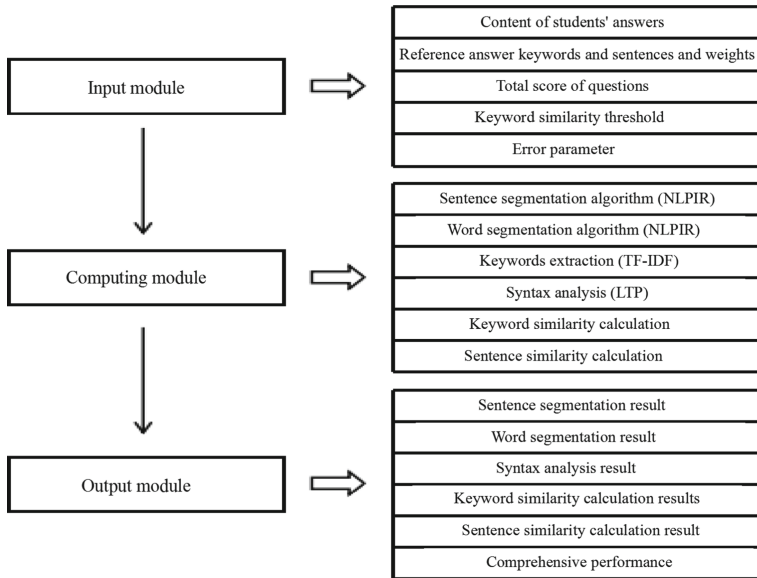 Input module
Content of students' answers
Reference answer keywords and sentences and weights
Total score of questions
Keyword similarity threshold
Error parameter
Computing module
Sentence segmentation algorithm (NLPIR)
Word segmentation algorithm (NLPIR)
Keywords extraction (TF-IDF)
Syntax analysis (LTP)
Keyword similarity calculation
Sentence similarity calculation
Output module
Sentence segmentation result
Word segmentation result
Syntax analysis result
Keyword similarity calculation results
Sentence similarity calculation result
Comprehensive performance